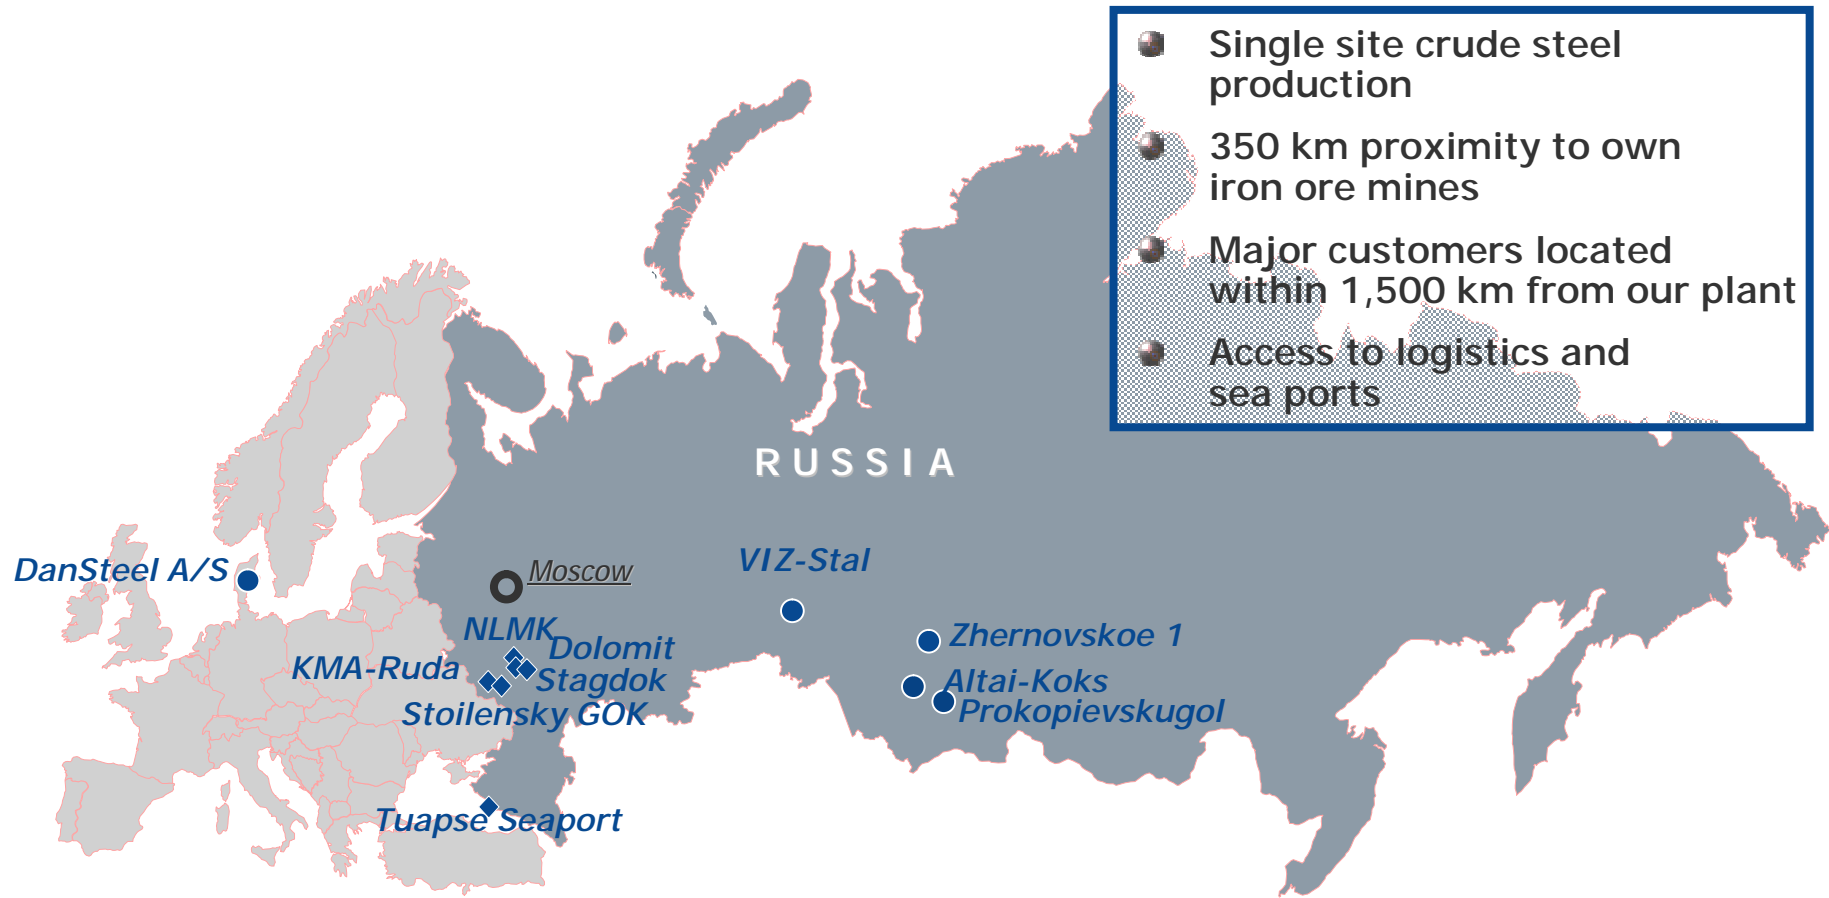 Single site crude steel
production
350 km proximity to own
iron ore mines
Major customers located
within 1,500 km from our plant
Access to logistics and
sea ports
RUSSIA
DanSteel A/S
Moscow
VIZ-Stal
NLMK
Dolomit
Zhernovskoe 1
KMA-Ruda
Stagdok
Altai-Koks
Stoilensky GOK
Prokopievskugol
Tuapse Seaport